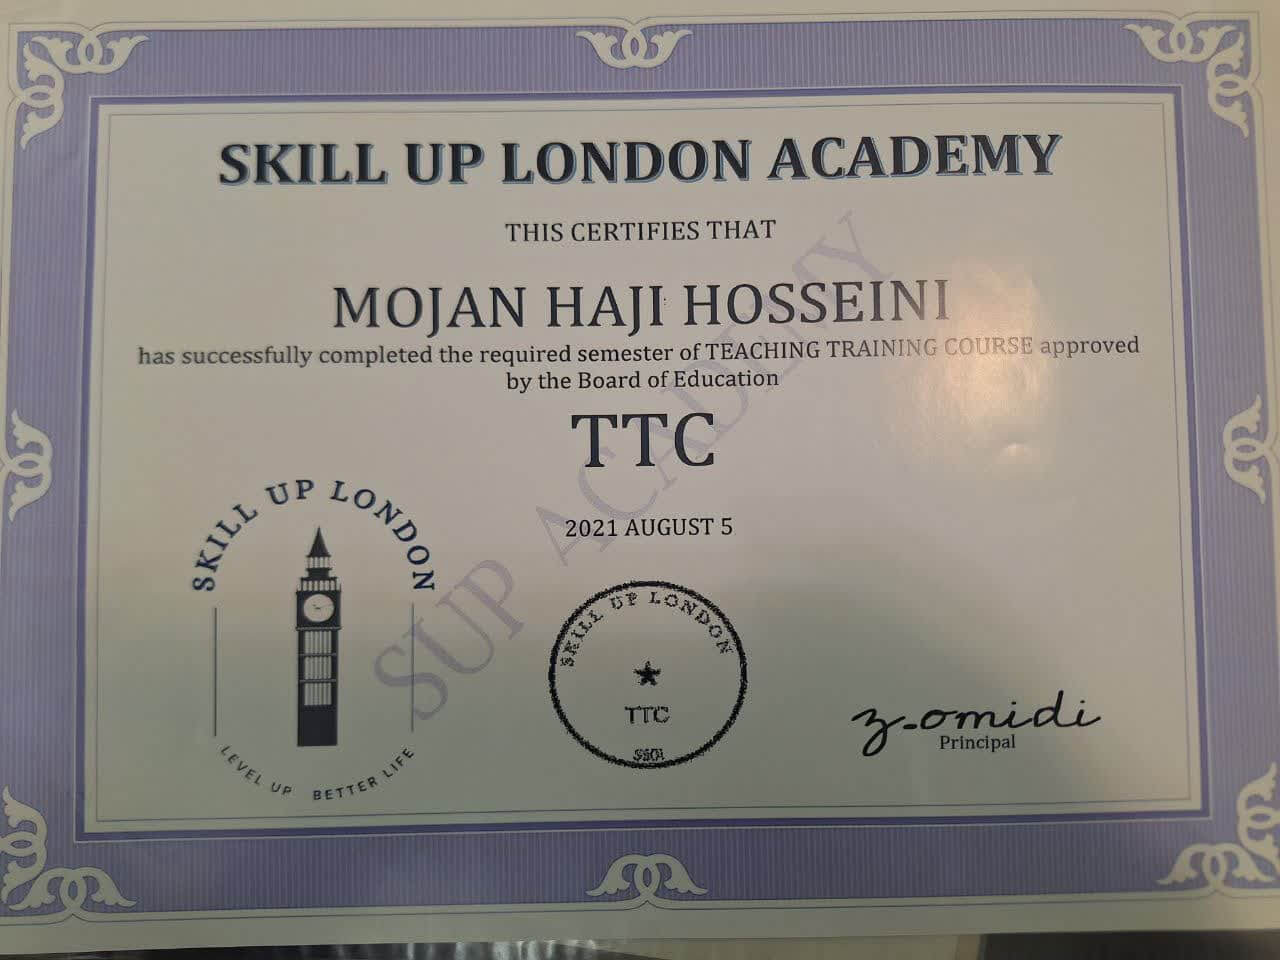 SKILL UP LONDON ACADEMY
THIS CERTIFIES THAT
MOJAN HAJI HOSSEINI
has successfully completed the required semester of TEACHING TRAINING COURSE approved
by the Board of Education
TTC
2021 AUGUST 5
SUP ACADEMY
SKILL UP LONDON
LEVEL UP BETTER LIFE
SKILL UP LONDON
TTC
z-omidi
Principal